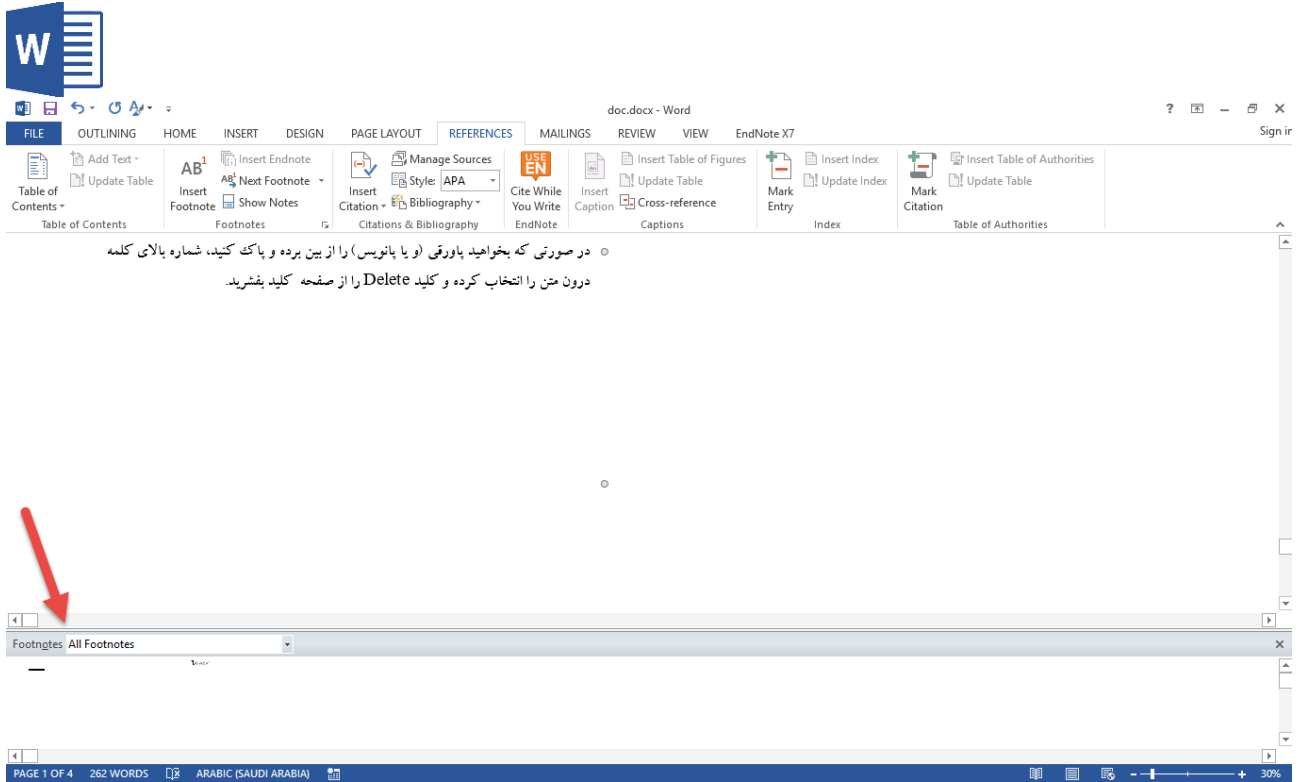 W
doc.docx - Word
FILE OUTLINING HOME INSERT DESIGN PAGE LAYOUT REFERENCES MAILINGS REVIEW VIEW EndNote X7 Sign in
Table of Contents
Add Text
Update Table
Table of Contents
AB1
Insert Footnote
Insert Endnote
AB1 Next Footnote
Show Notes
Footnotes
Insert Citation
Manage Sources
Style: APA
Bibliography
Citations & Bibliography
USE EN
Cite While You Write
EndNote
Insert Caption
Insert Table of Figures
Update Table
Cross-reference
Captions
Mark Entry
Insert Index
Update Index
Index
Mark Citation
Insert Table of Authorities
Update Table
Table of Authorities
در صورتی که بخواهید پاورقی (و یا پانویس) را از بین برده و پاک کنید، شماره بالای کلمه
درون متن را انتخاب کرده و کلید Delete را از صفحه کلید بفشرید.
Footnotes All Footnotes
PAGE 1 OF 4 262 WORDS ARABIC (SAUDI ARABIA) 30%